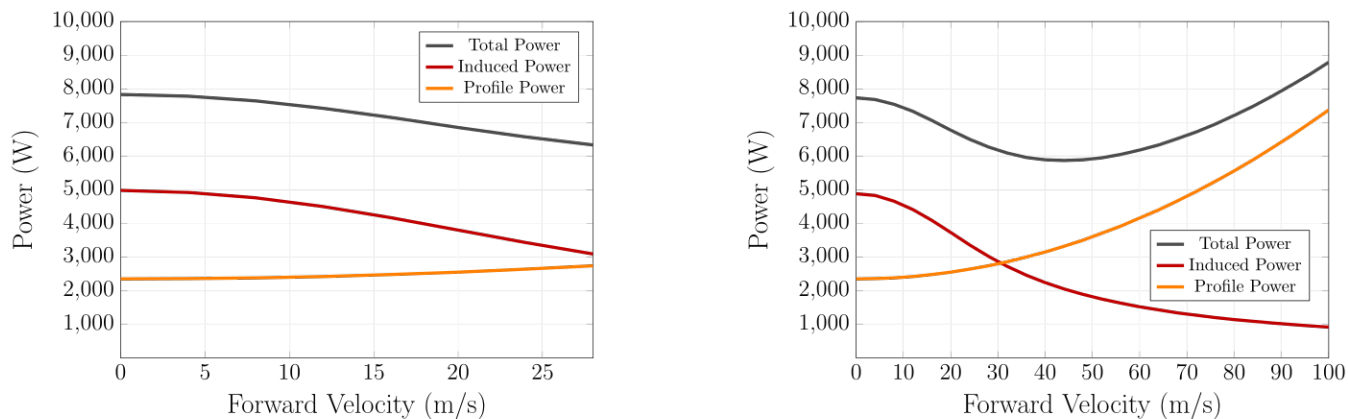 10,000
9,000
8,000
7,000
6,000
5,000
4,000
3,000
2,000
1,000
Power (W)
Total Power
Induced Power
Profile Power
0 5 10 15 20 25
Forward Velocity (m/s)
10,000
9,000
8,000
7,000
6,000
5,000
4,000
3,000
2,000
1,000
Power (W)
Total Power
Induced Power
Profile Power
0 10 20 30 40 50 60 70 80 90 100
Forward Velocity (m/s)